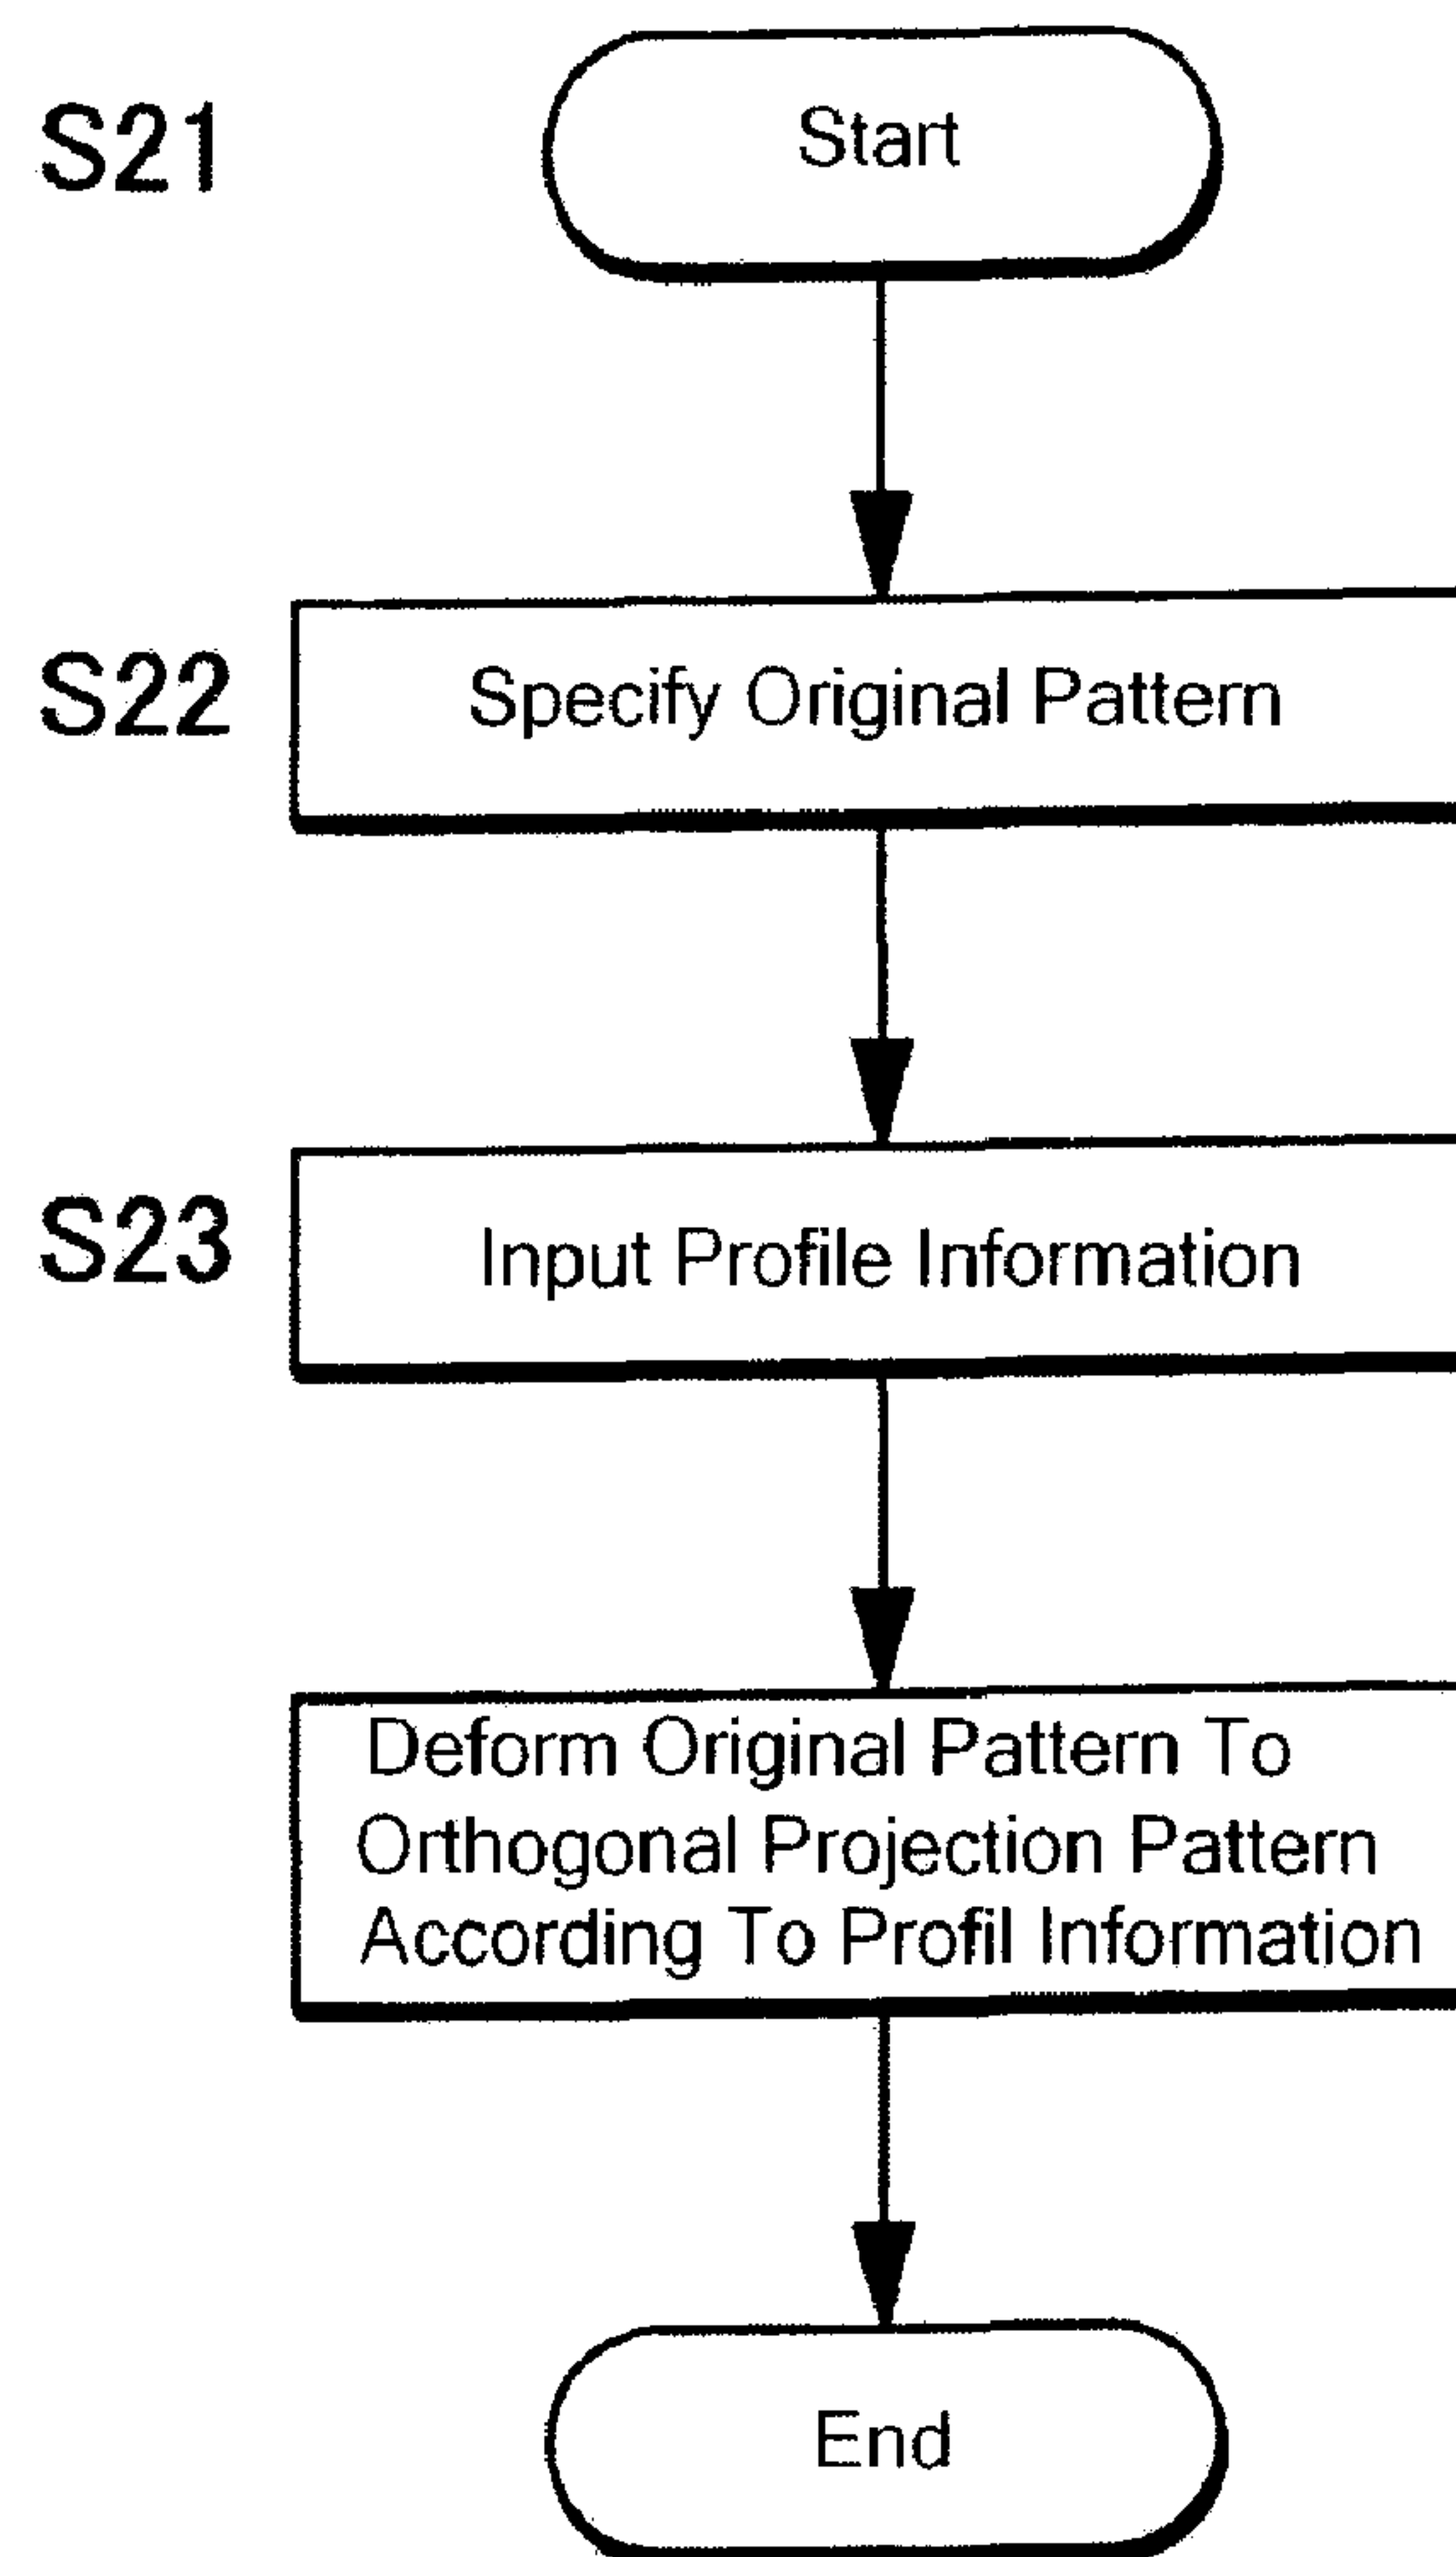 S21
Start
S22
Specify Original Pattern
S23
Input Profile Information
Deform Original Pattern To
Orthogonal Projection Pattern
According To Profil Information
End